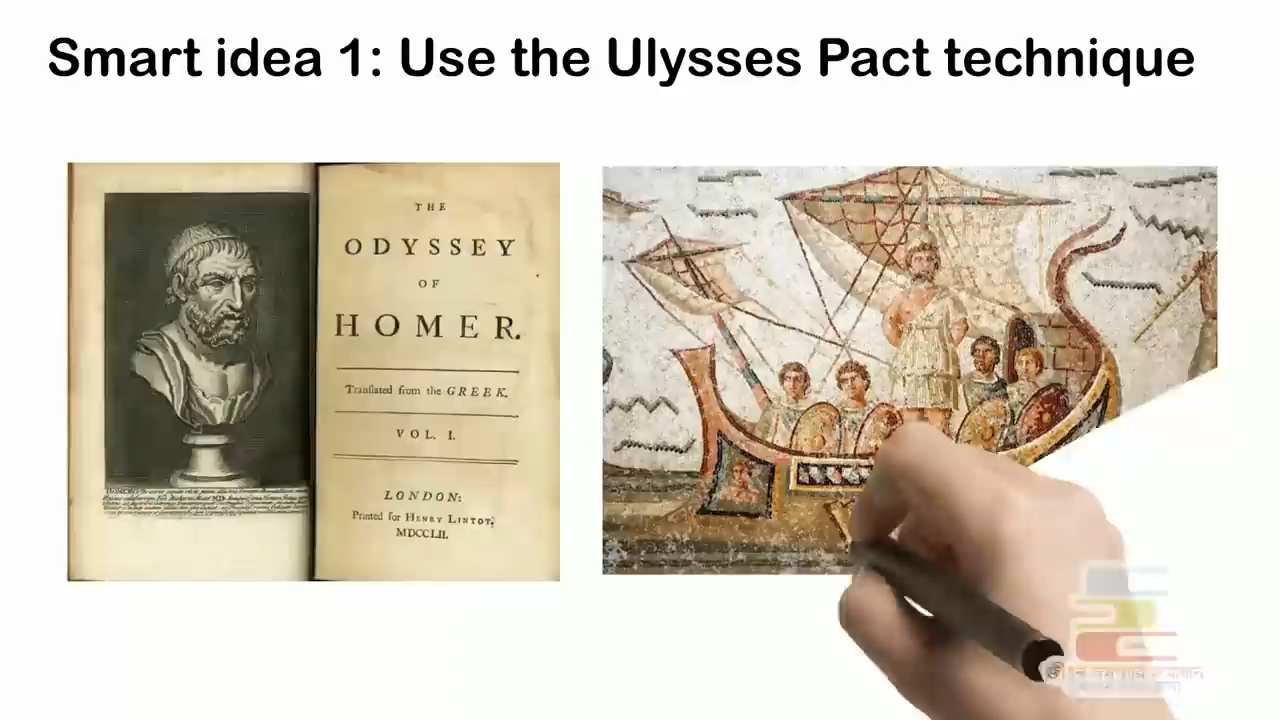 Smart idea 1: Use the Ulysses Pact technique
THE
ODYSSEY
OF
HOMER.
Translated from the GREEK.
VOL. I.
LONDON:
Printed for HENRY LINTOT,
MDCCLII.